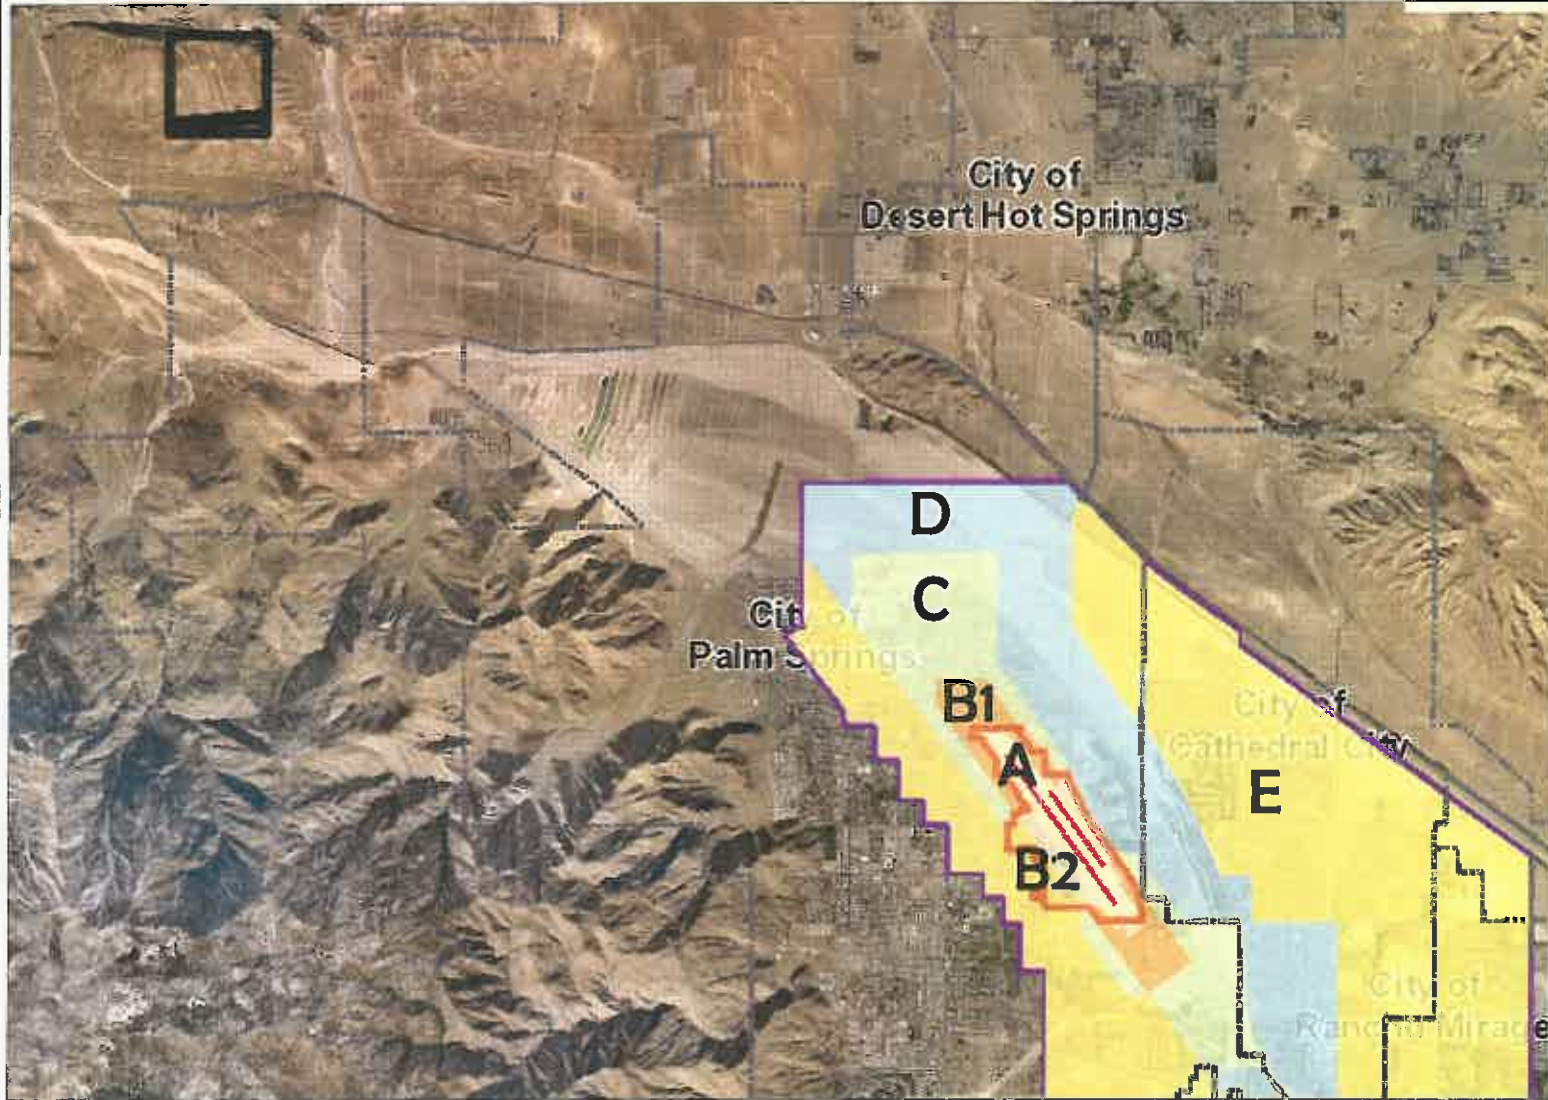 City of
Desert Hot Springs
D
C
City of
Palm Springs
B1
City of
Cathedral City
A
E
B2
City of
Rancho Mirage